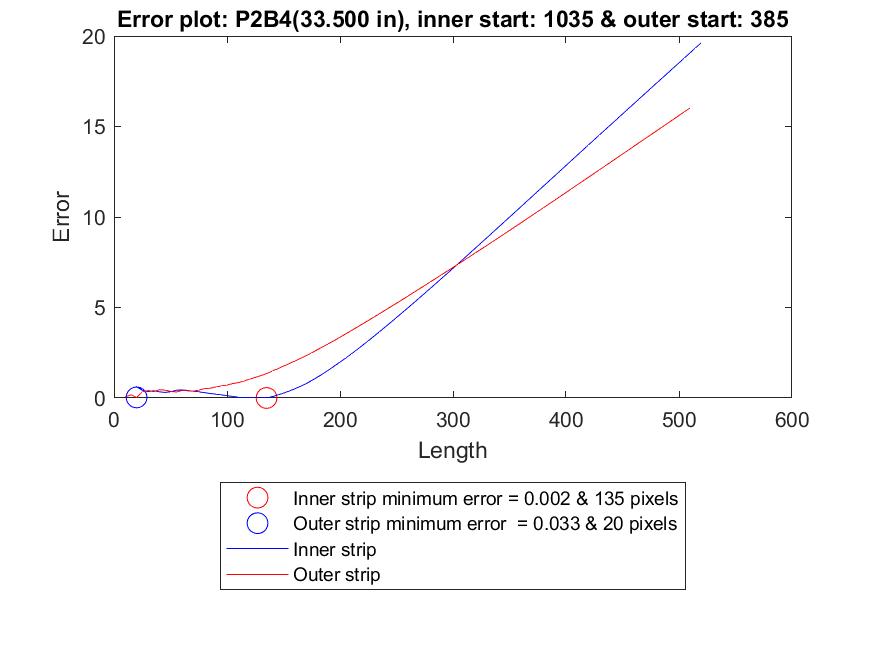 Error plot: P2B4(33.500 in), inner start: 1035 & outer start: 385
20
15
10
5
0
Error
0 100 200 300 400 500 600
Length
Inner strip minimum error = 0.002 & 135 pixels
Outer strip minimum error  = 0.033 & 20 pixels
Inner strip
Outer strip